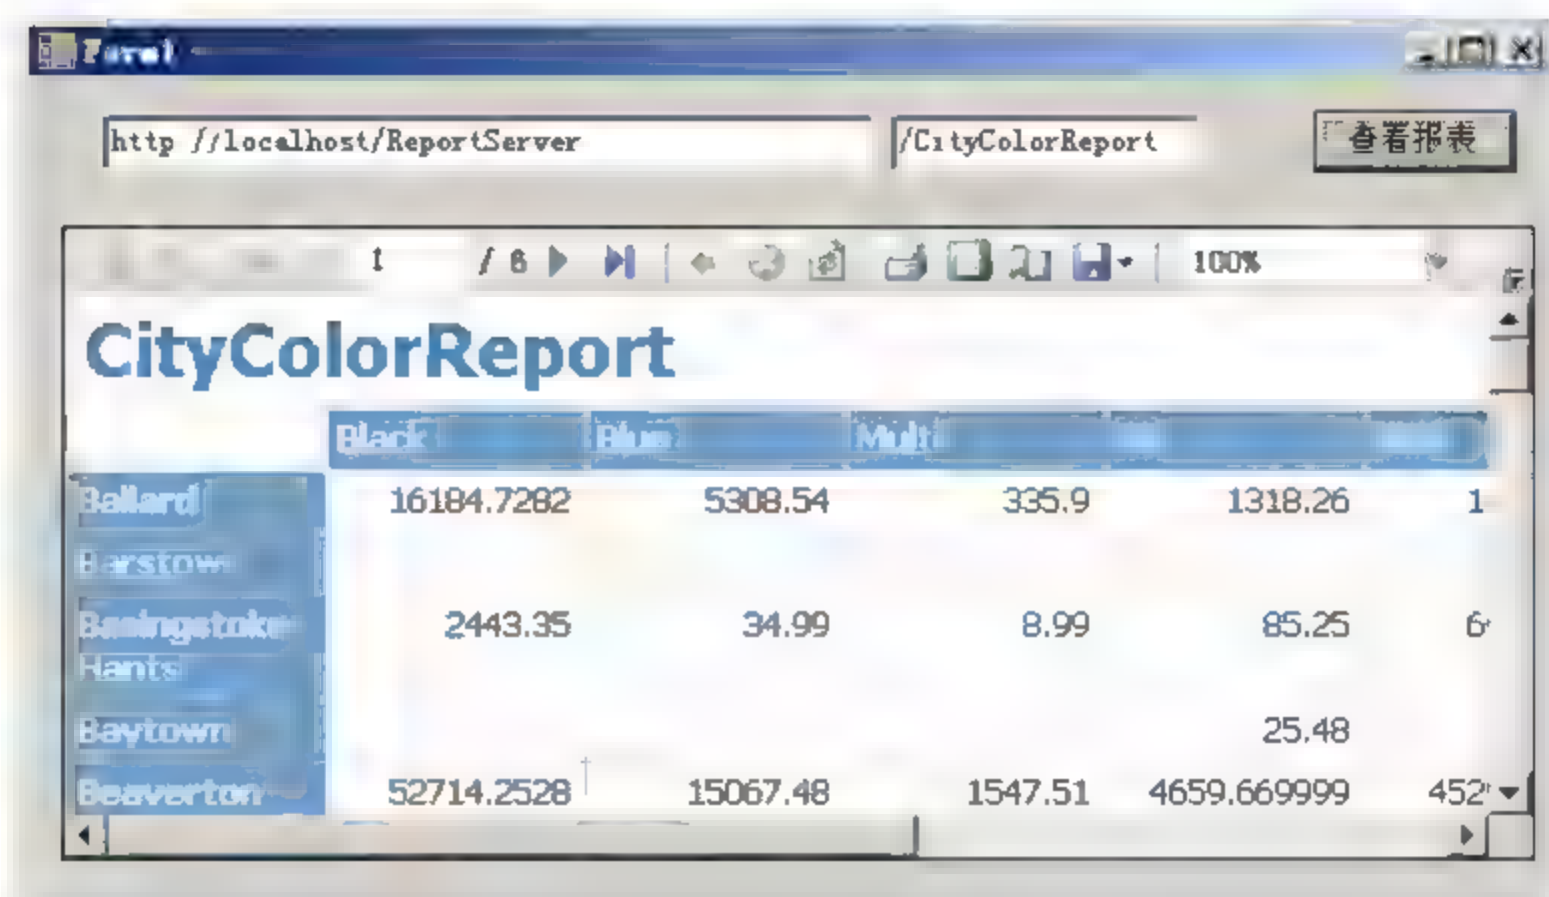 Form1
http //localhost/ReportServer /CityColorReport 查看报表
1 / 6 100%
CityColorReport
Black Blue Multi
Ballard 16184.7282 5308.54 335.9 1318.26 1
Barstow
Basingstoke 2443.35 34.99 8.99 85.25 6
Hants
Baytown 25.48
Beaverton 52714.2528 15067.48 1547.51 4659.669999 452